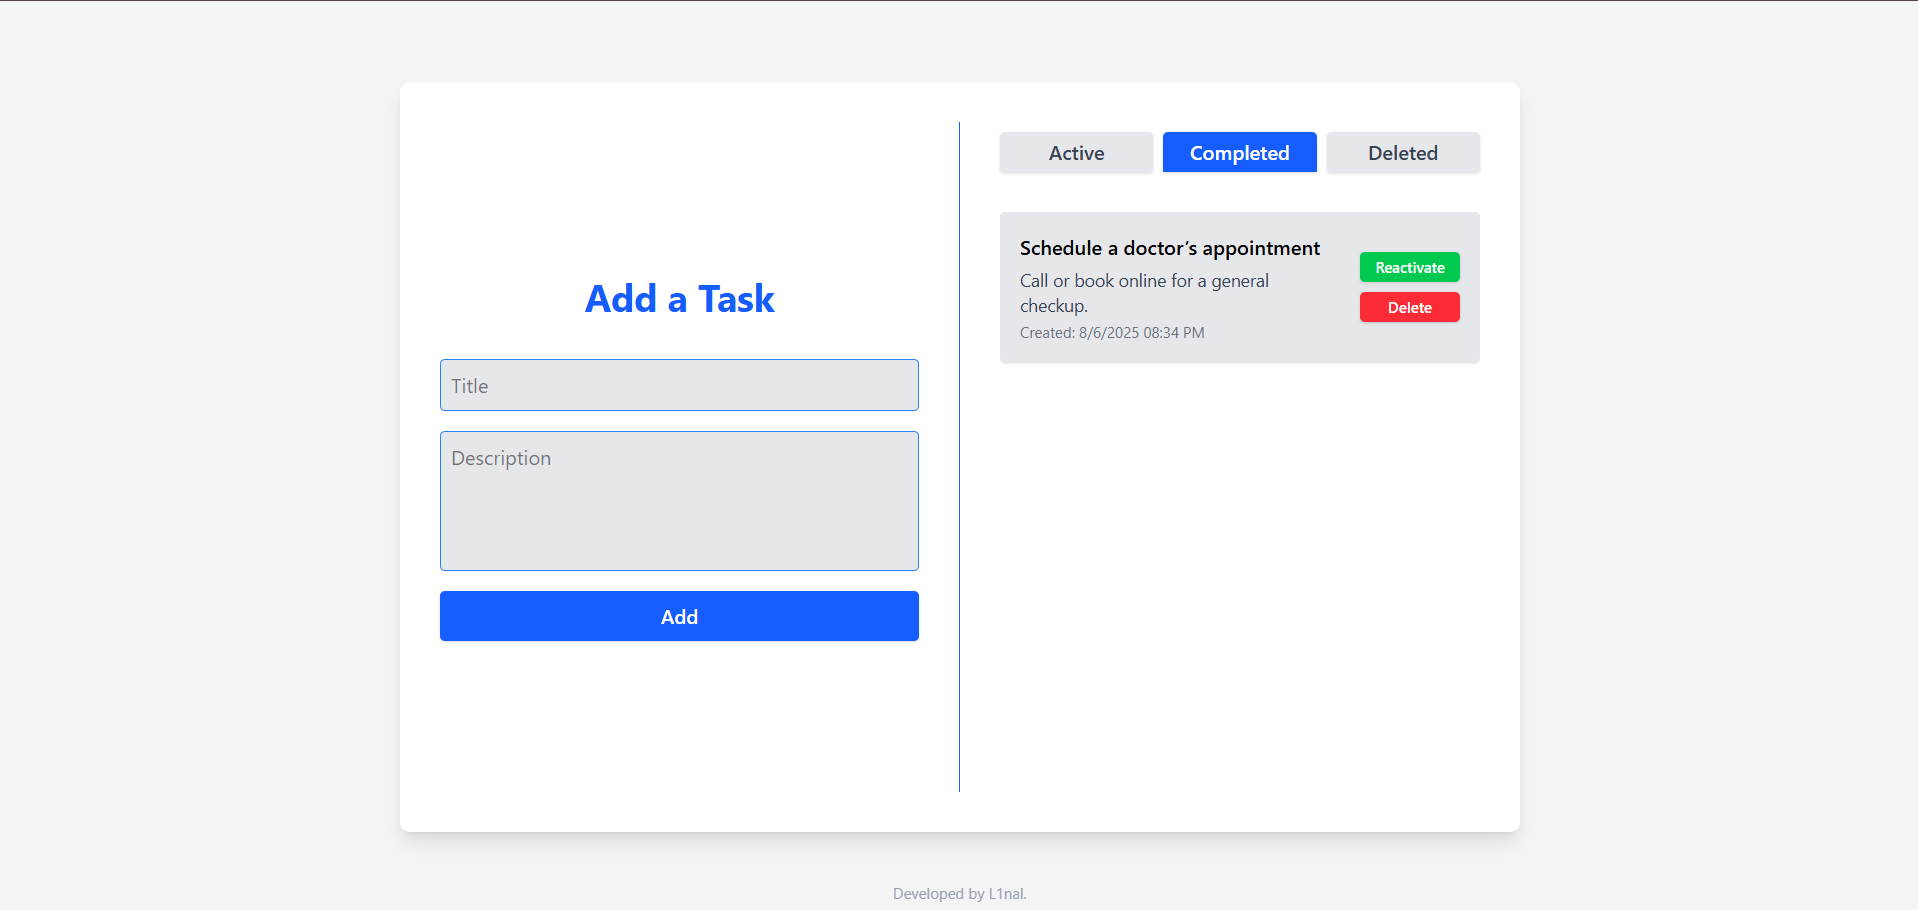 Add a Task
Title
Description
Add
Active
Completed
Deleted
Schedule a doctor’s appointment
Call or book online for a general
checkup.
Created: 8/6/2025 08:34 PM
Reactivate
Delete
Developed by L1nal.